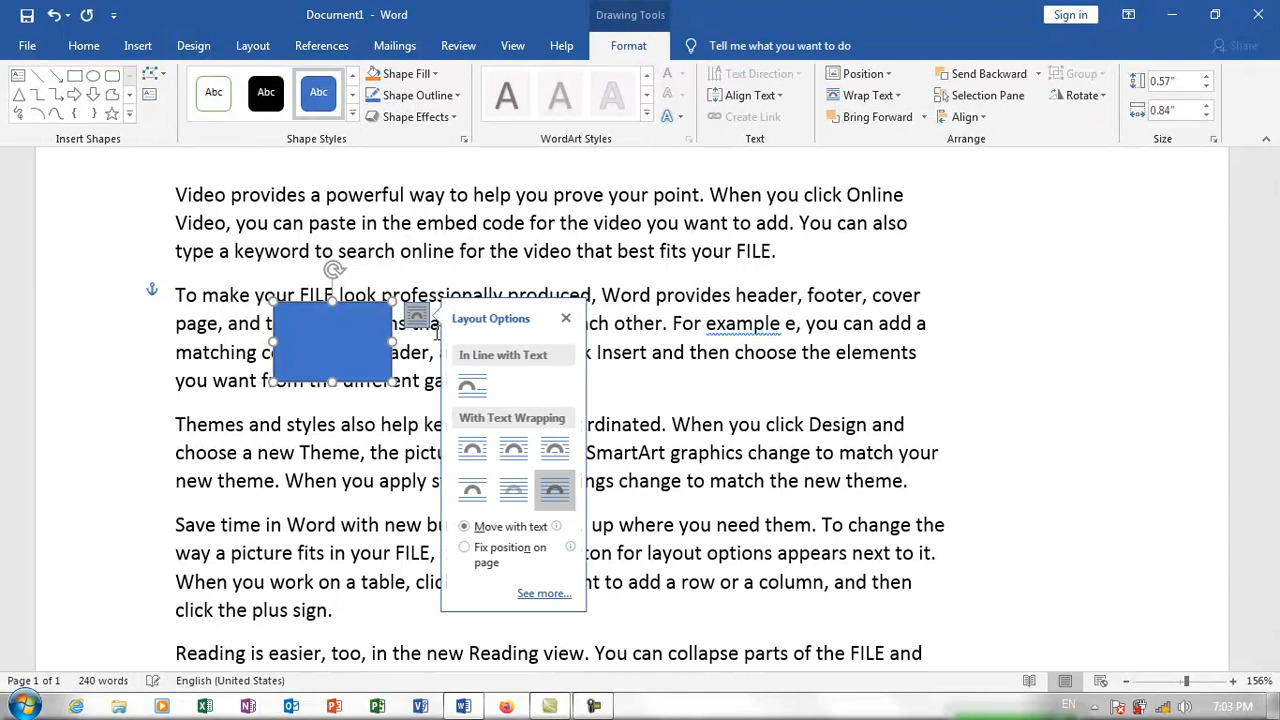 Document1 - Word
Drawing Tools
Sign in
File
Home
Insert
Design
Layout
References
Mailings
Review
View
Help
Format
Tell me what you want to do
Share
Abc
Abc
Abc
Shape Fill
Shape Outline
Shape Effects
A
A
A
A
A
A
Text Direction
Align Text
Create Link
Position
Wrap Text
Bring Forward
Send Backward
Selection Pane
Align
Group
Rotate
0.57"
0.84"
Insert Shapes
Shape Styles
WordArt Styles
Text
Arrange
Size
Video provides a powerful way to help you prove your point. When you click Online
Video, you can paste in the embed code for the video you want to add. You can also
type a keyword to search online for the video that best fits your FILE.
To make your FILE look professionally produced, Word provides header, footer, cover
page, and ach other. For example e, you can add a
matching ader, k Insert and then choose the elements
you want from the different ga
Themes and styles also help ke rdinated. When you click Design and
choose a new Theme, the pictu SmartArt graphics change to match your
new theme. When you apply s ngs change to match the new theme.
Save time in Word with new bu up where you need them. To change the
way a picture fits in your FILE, ton for layout options appears next to it.
When you work on a table, clic nt to add a row or a column, and then
click the plus sign.
Reading is easier, too, in the new Reading view. You can collapse parts of the FILE and
Layout Options
In Line with Text
With Text Wrapping
Move with text
Fix position on
page
See more...
Page 1 of 1
240 words
English (United States)
156%
EN
7:03 PM